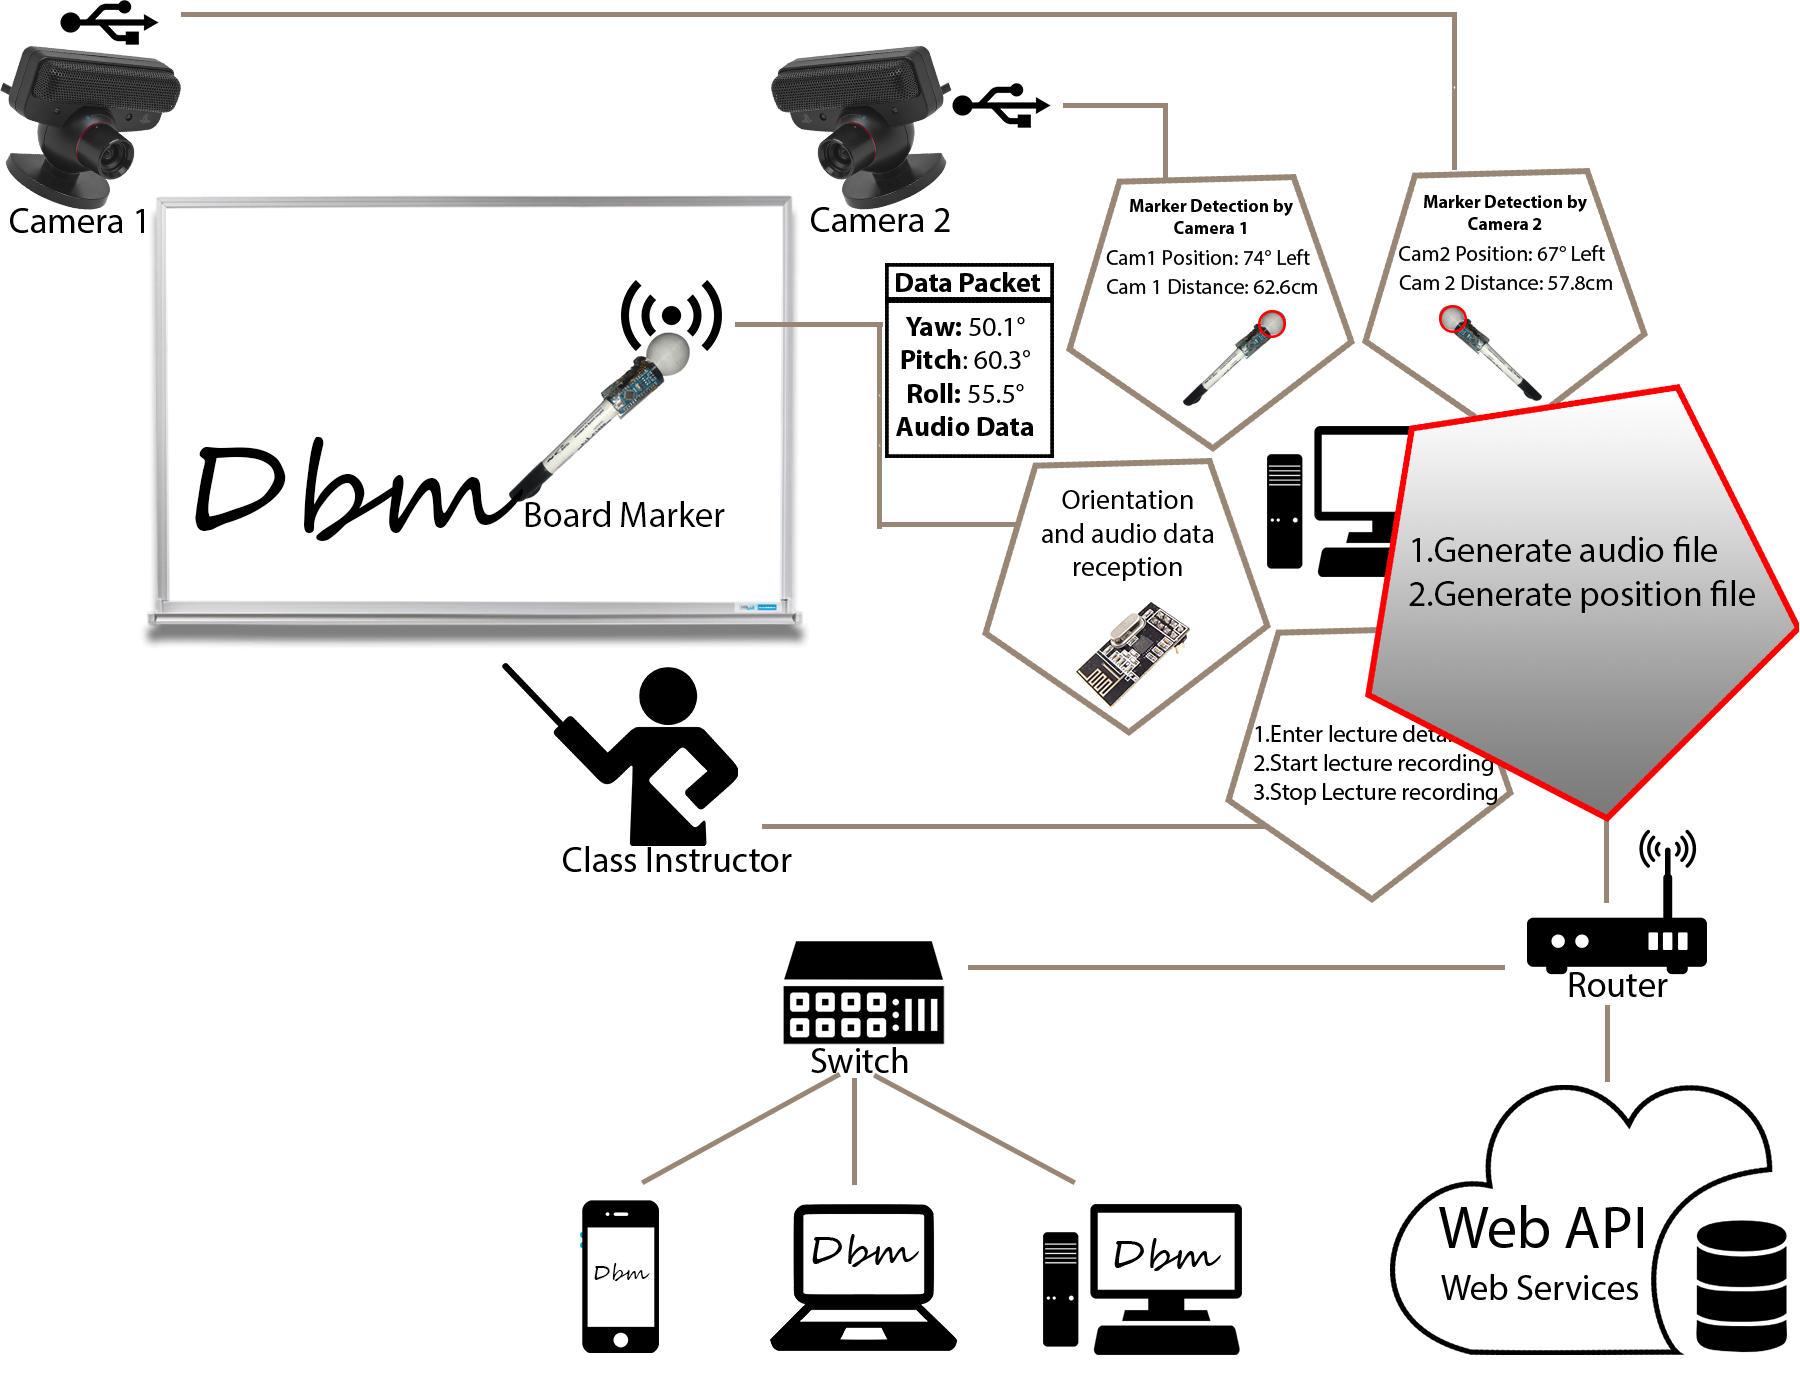 Camera 1
Camera 2
Marker Detection by
Camera 1
Cam1 Position: 74° Left
Cam 1 Distance: 62.6cm
Marker Detection by
Camera 2
Cam2 Position: 67° Left
Cam 2 Distance: 57.8cm
Data Packet
Yaw: 50.1°
Pitch: 60.3°
Roll: 55.5°
Audio Data
Dbm
Board Marker
Orientation
and audio data
reception
1.Generate audio file
2.Generate position file
1.Enter lecture
2.Start lecture recording
3.Stop Lecture recording
Class Instructor
Router
Switch
Dbm
Dbm
Dbm
Web API
Web Services